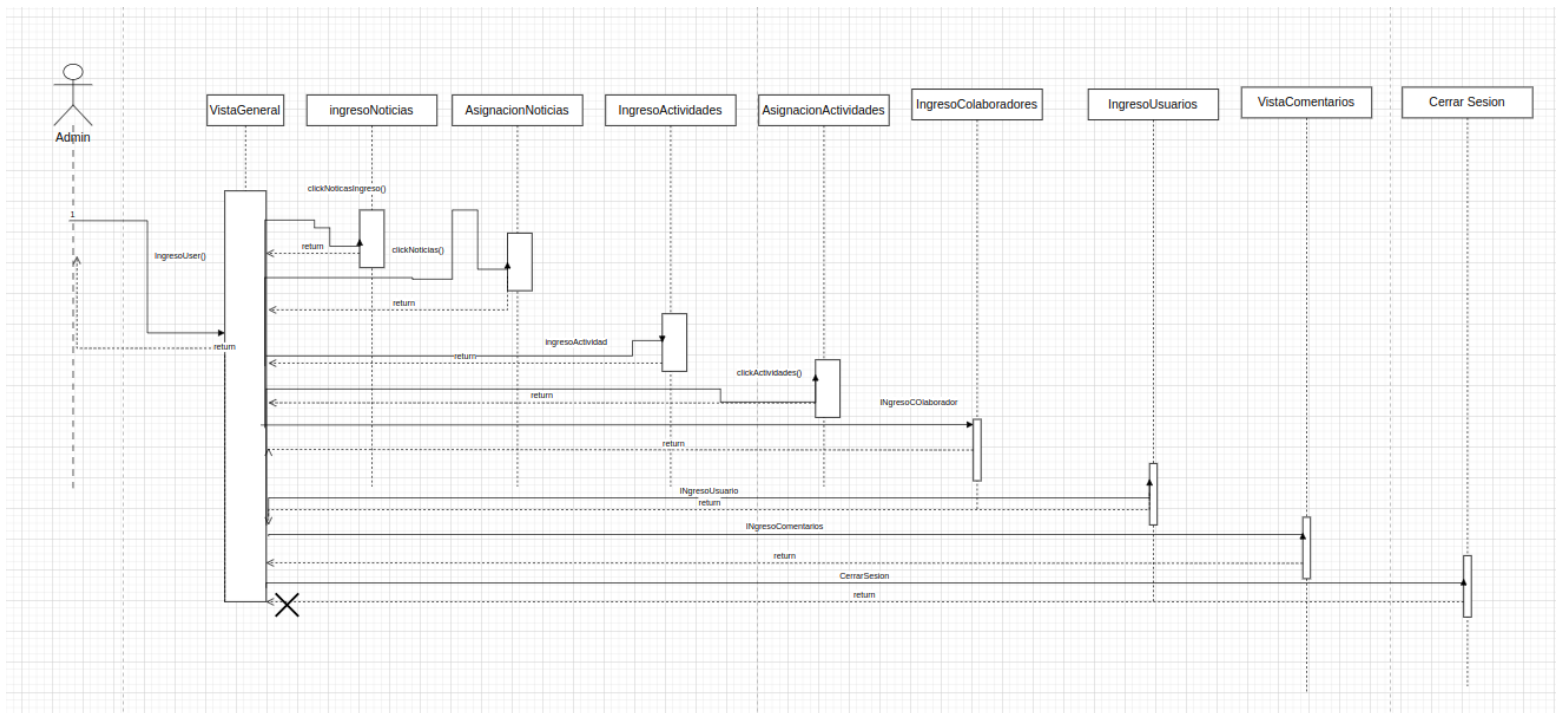 VistaGeneral
ingresoNoticias
AsignacionNoticias
IngresoActividades
AsignacionActividades
IngresoColaboradores
IngresoUsuarios
VistaComentarios
Cerrar Sesion
Admin
clickNoticasIngreso()
1
IngresoUser()
return
clickNoticias()
return
return
ingresoActividad
return
clickActividades()
return
INgresoCOlaborador
return
INgresoUsuario
return
INgresoComentarios
return
CerrarSesion
return